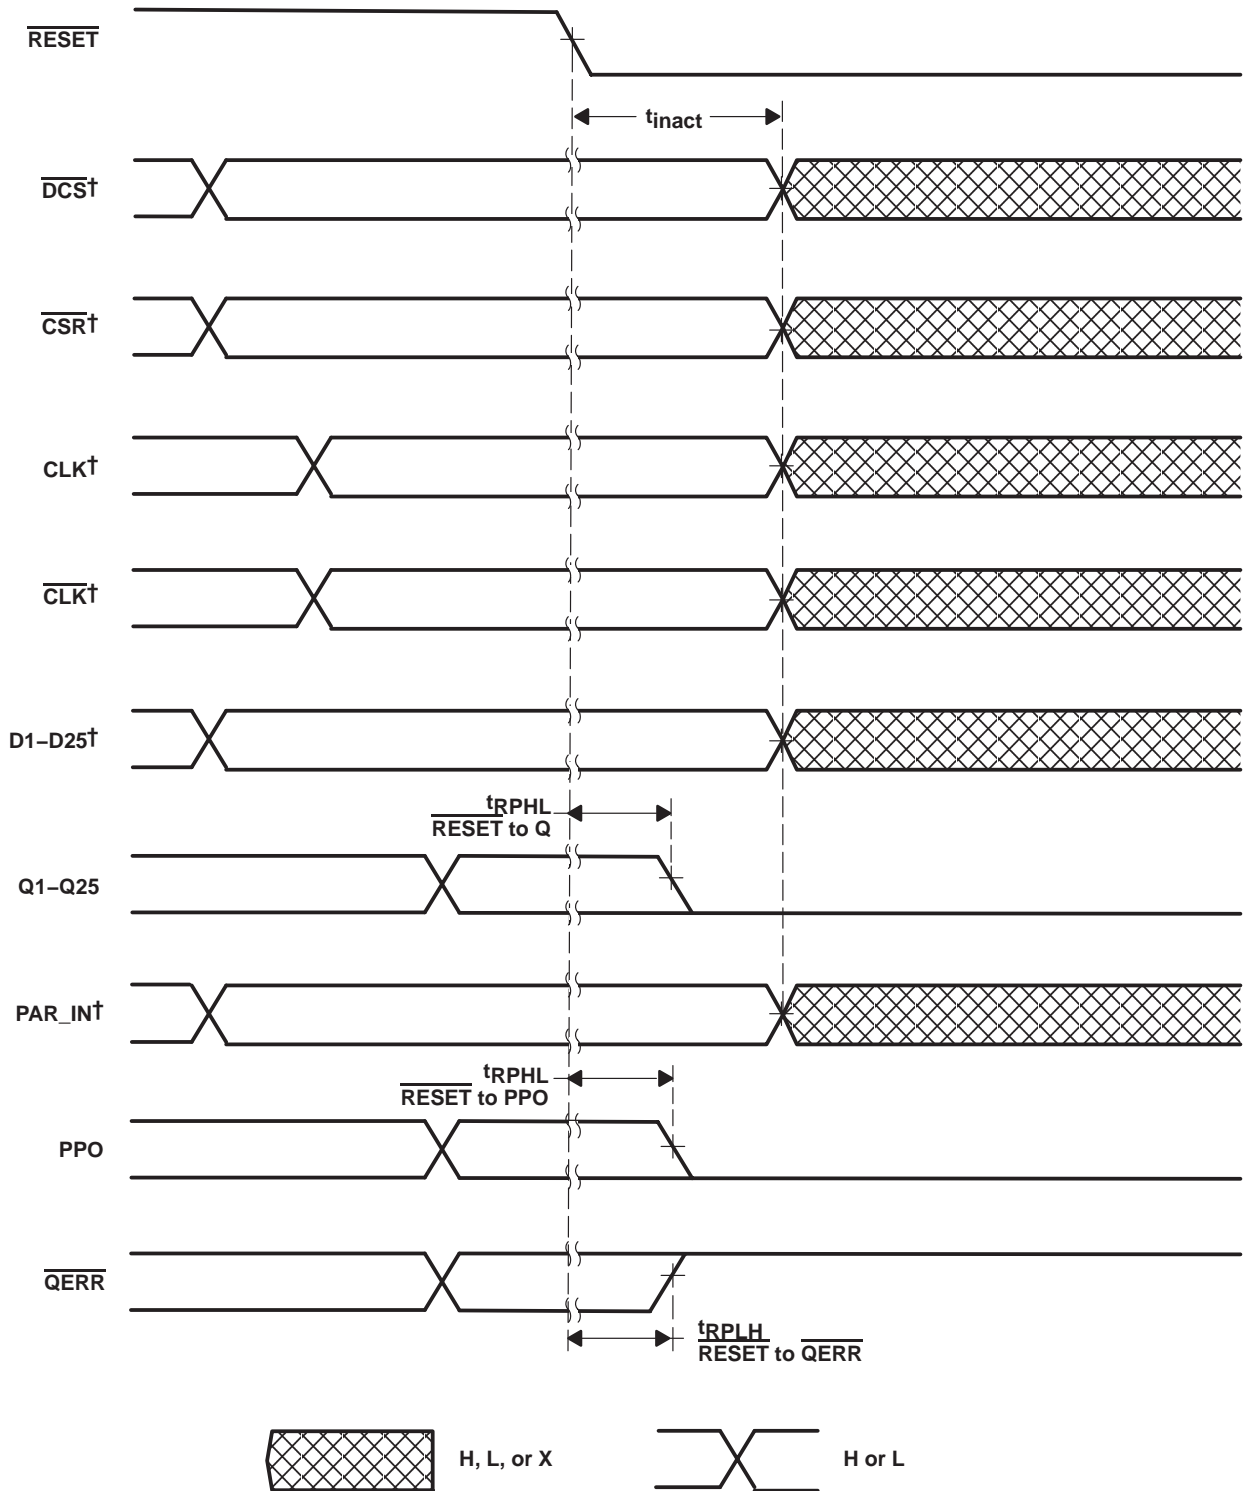 RESET
tinact
DCS†
CSR†
CLK†
CLK†
D1–D25†
tRPHL
RESET to Q
Q1–Q25
PAR_IN†
tRPHL
RESET to PPO
PPO
QERR
tRPLH
RESET to QERR
H, L, or X
H or L